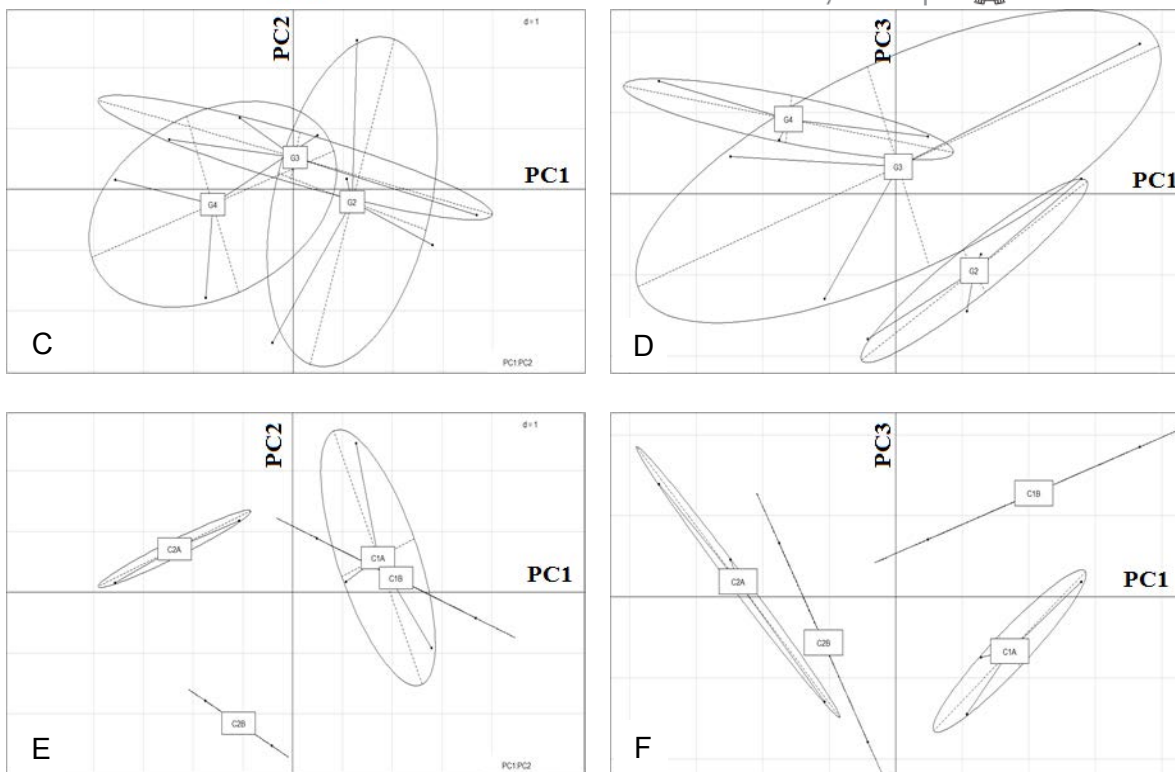 PC2
d=1
G3
PC1
G4
G2
C
PC1:PC2
PC3
G4
G3
PC1
G2
D
PC2
d=1
C2A
C1A
C1B
PC1
C2B
E
PC1:PC2
PC3
C1B
PC1
C2A
C2B
C1A
F